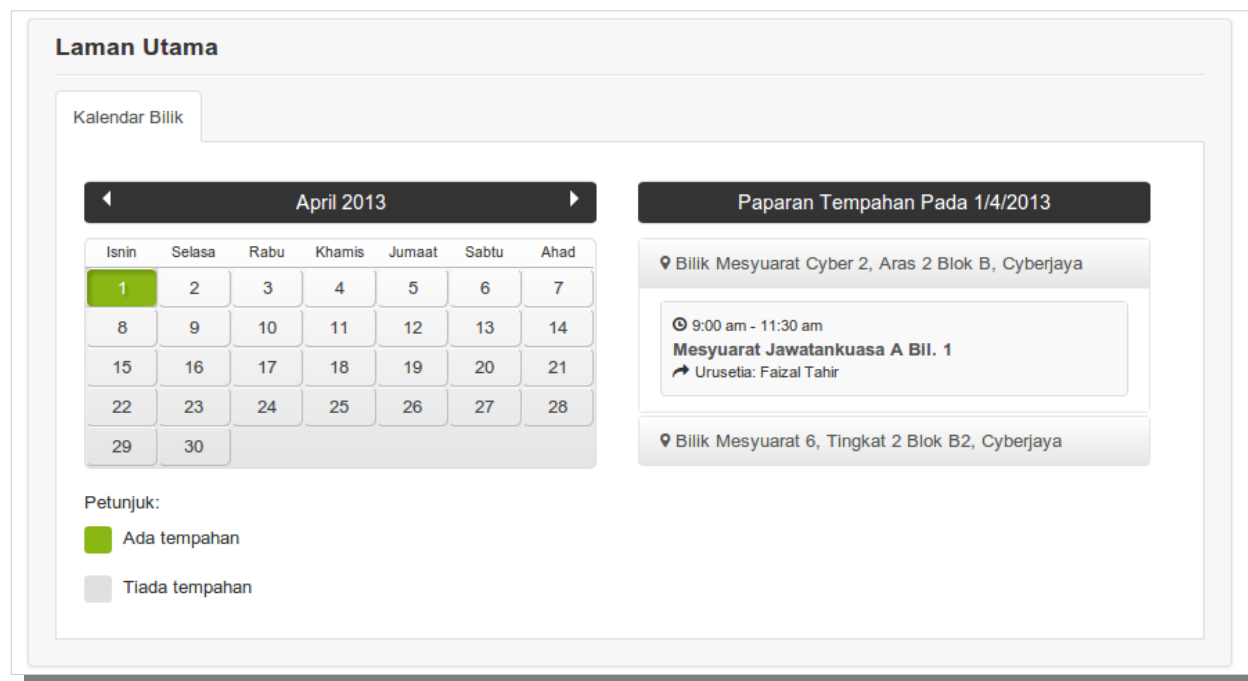 Laman Utama
Kalendar Bilik
April 2013
Isnin Selasa Rabu Khamis Jumaat Sabtu Ahad
1 2 3 4 5 6 7
8 9 10 11 12 13 14
15 16 17 18 19 20 21
22 23 24 25 26 27 28
29 30
Petunjuk:
Ada tempahan
Tiada tempahan
Paparan Tempahan Pada 1/4/2013
Bilik Mesyuarat Cyber 2, Aras 2 Blok B, Cyberjaya
9:00 am - 11:30 am
Mesyuarat Jawatankuasa A Bil. 1
Urusetia: Faizal Tahir
Bilik Mesyuarat 6, Tingkat 2 Blok B2, Cyberjaya